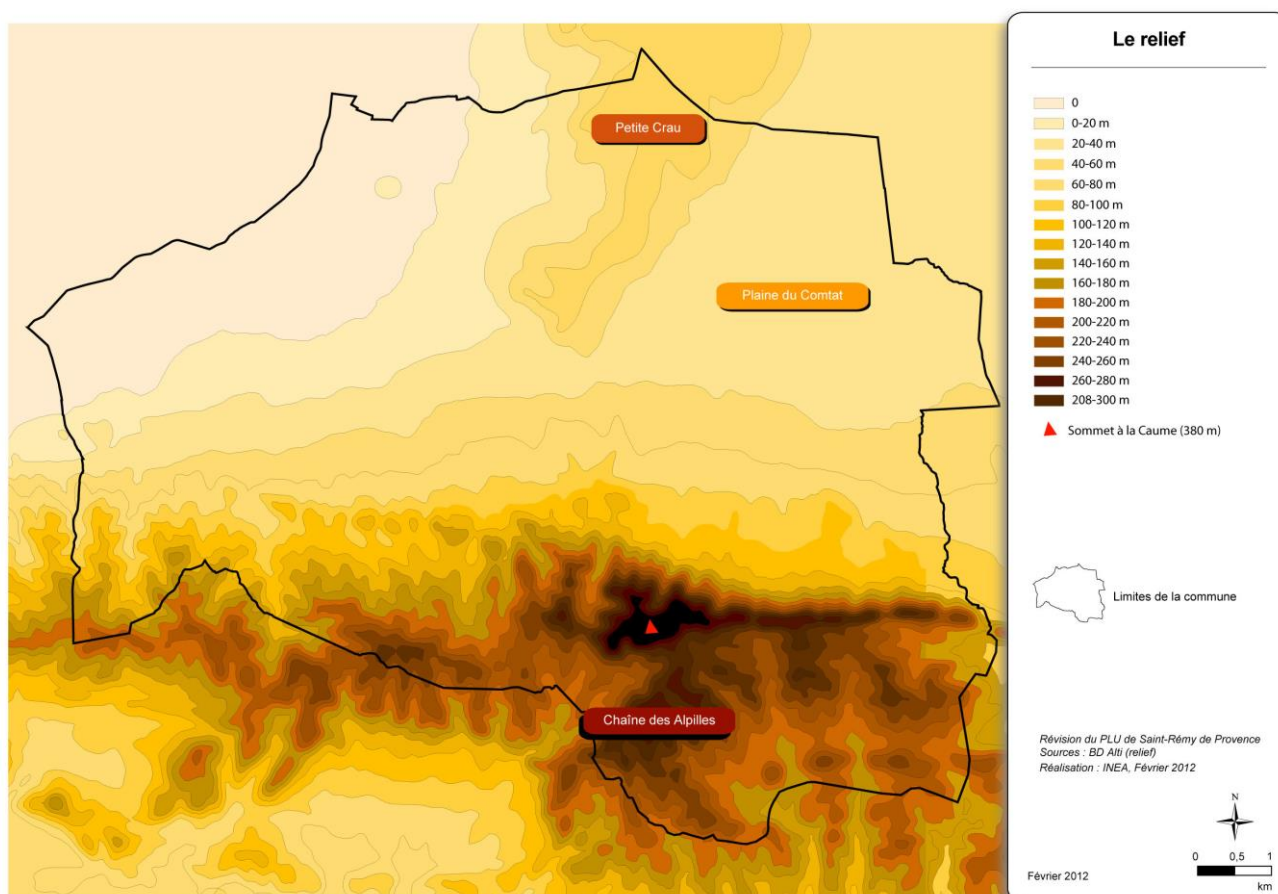 Le relief
Petite Crau
Plaine du Comtat
Chaîne des Alpilles
0
0-20 m
20-40 m
40-60 m
60-80 m
80-100 m
100-120 m
120-140 m
140-160 m
160-180 m
180-200 m
200-220 m
220-240 m
240-260 m
260-280 m
208-300 m
Sommet à la Caume (380 m)
Limites de la commune
Révision du PLU de Saint-Rémy de Provence
Sources : BD Alti (relief)
Réalisation : INEA, Février 2012
N
Février 2012
0 0,5 1
km